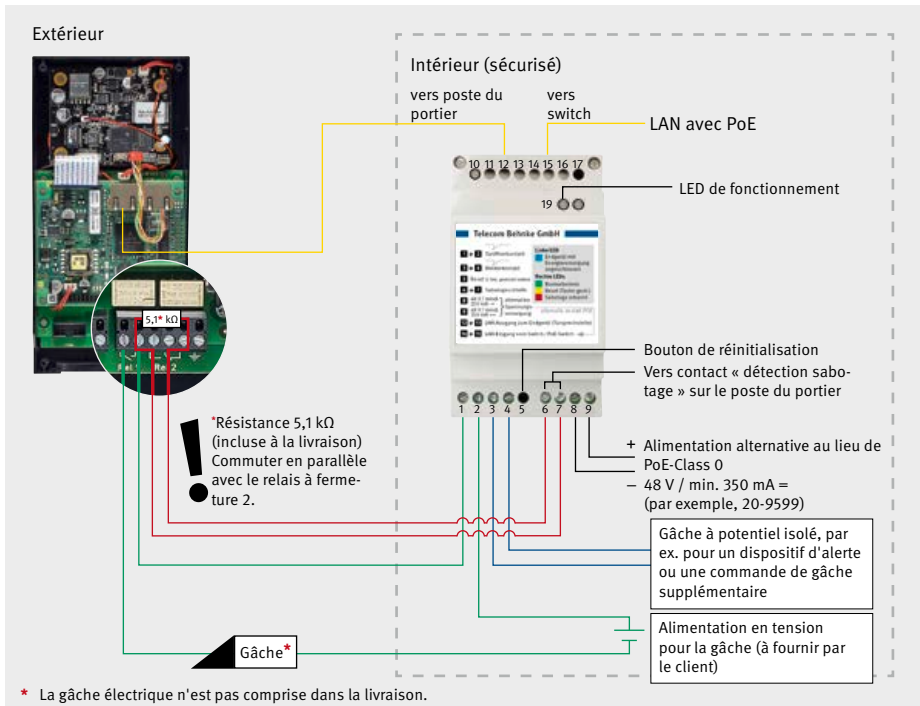 Extérieur
Intérieur (sécurisé)
vers poste du
portier
vers
switch
LAN avec PoE
10 11 12 13 14 15 16 17
LED de fonctionnement
19
Telecom Behnke GmbH
5,1* kΩ
Rel 2
Bouton de réinitialisation
Vers contact « détection sabo-
tage » sur le poste du portier
1 2 3 4 5 6 7 8 9
*Résistance 5,1 kΩ
(incluse à la livraison)
Commuter en parallèle
avec le relais à ferme-
ture 2.
+ Alimentation alternative au lieu de
PoE-Class 0
– 48 V / min. 350 mA =
(par exemple, 20-9599)
Gâche à potentiel isolé, par
ex. pour un dispositif d'alerte
ou une commande de gâche
supplémentaire
Alimentation en tension
pour la gâche (à fournir par
le client)
Gâche*
* La gâche électrique n'est pas comprise dans la livraison.